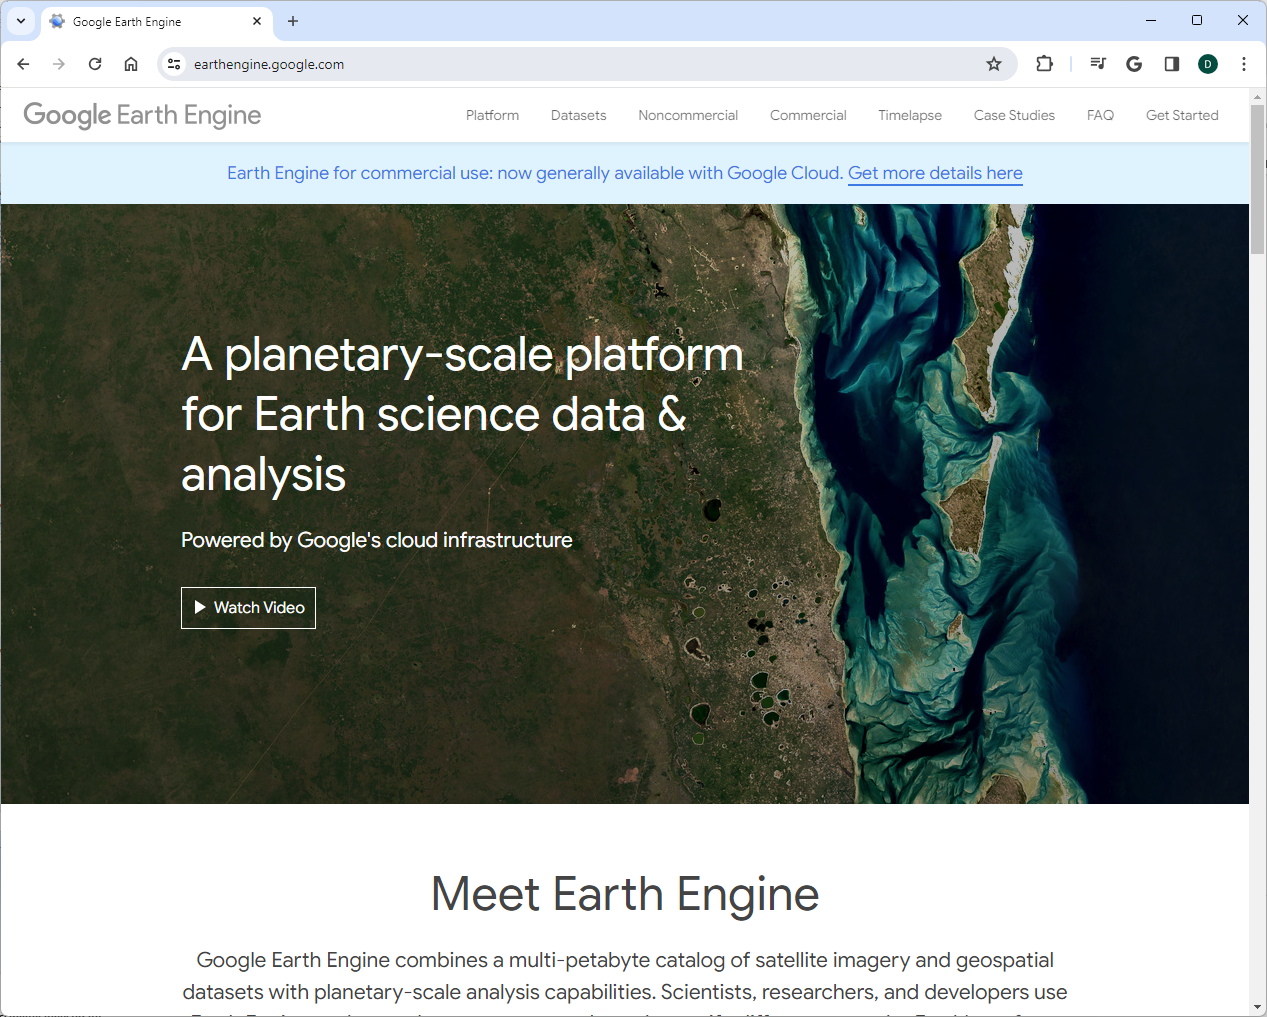 Google Earth Engine
earthengine.google.com
D
Google Earth Engine
Platform Datasets Noncommercial Commercial Timelapse Case Studies FAQ Get Started
Earth Engine for commercial use: now generally available with Google Cloud. Get more details here
A planetary-scale platform
for Earth science data &
analysis
Powered by Google's cloud infrastructure
Watch Video
Meet Earth Engine
Google Earth Engine combines a multi-petabyte catalog of satellite imagery and geospatial
datasets with planetary-scale analysis capabilities. Scientists, researchers, and developers use